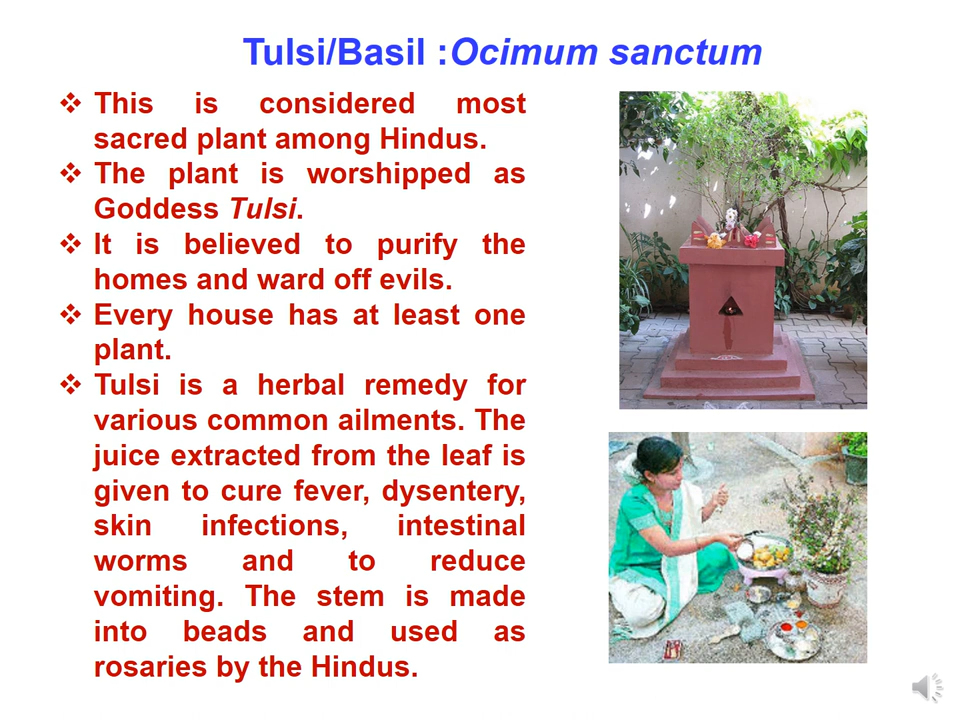 Tulsi/Basil :Ocimum sanctum
❖ This is considered most
sacred plant among Hindus.
❖ The plant is worshipped as
Goddess Tulsi.
❖ It is believed to purify the
homes and ward off evils.
❖ Every house has at least one
plant.
❖ Tulsi is a herbal remedy for
various common ailments. The
juice extracted from the leaf is
given to cure fever, dysentery,
skin infections, intestinal
worms and to reduce
vomiting. The stem is made
into beads and used as
rosaries by the Hindus.